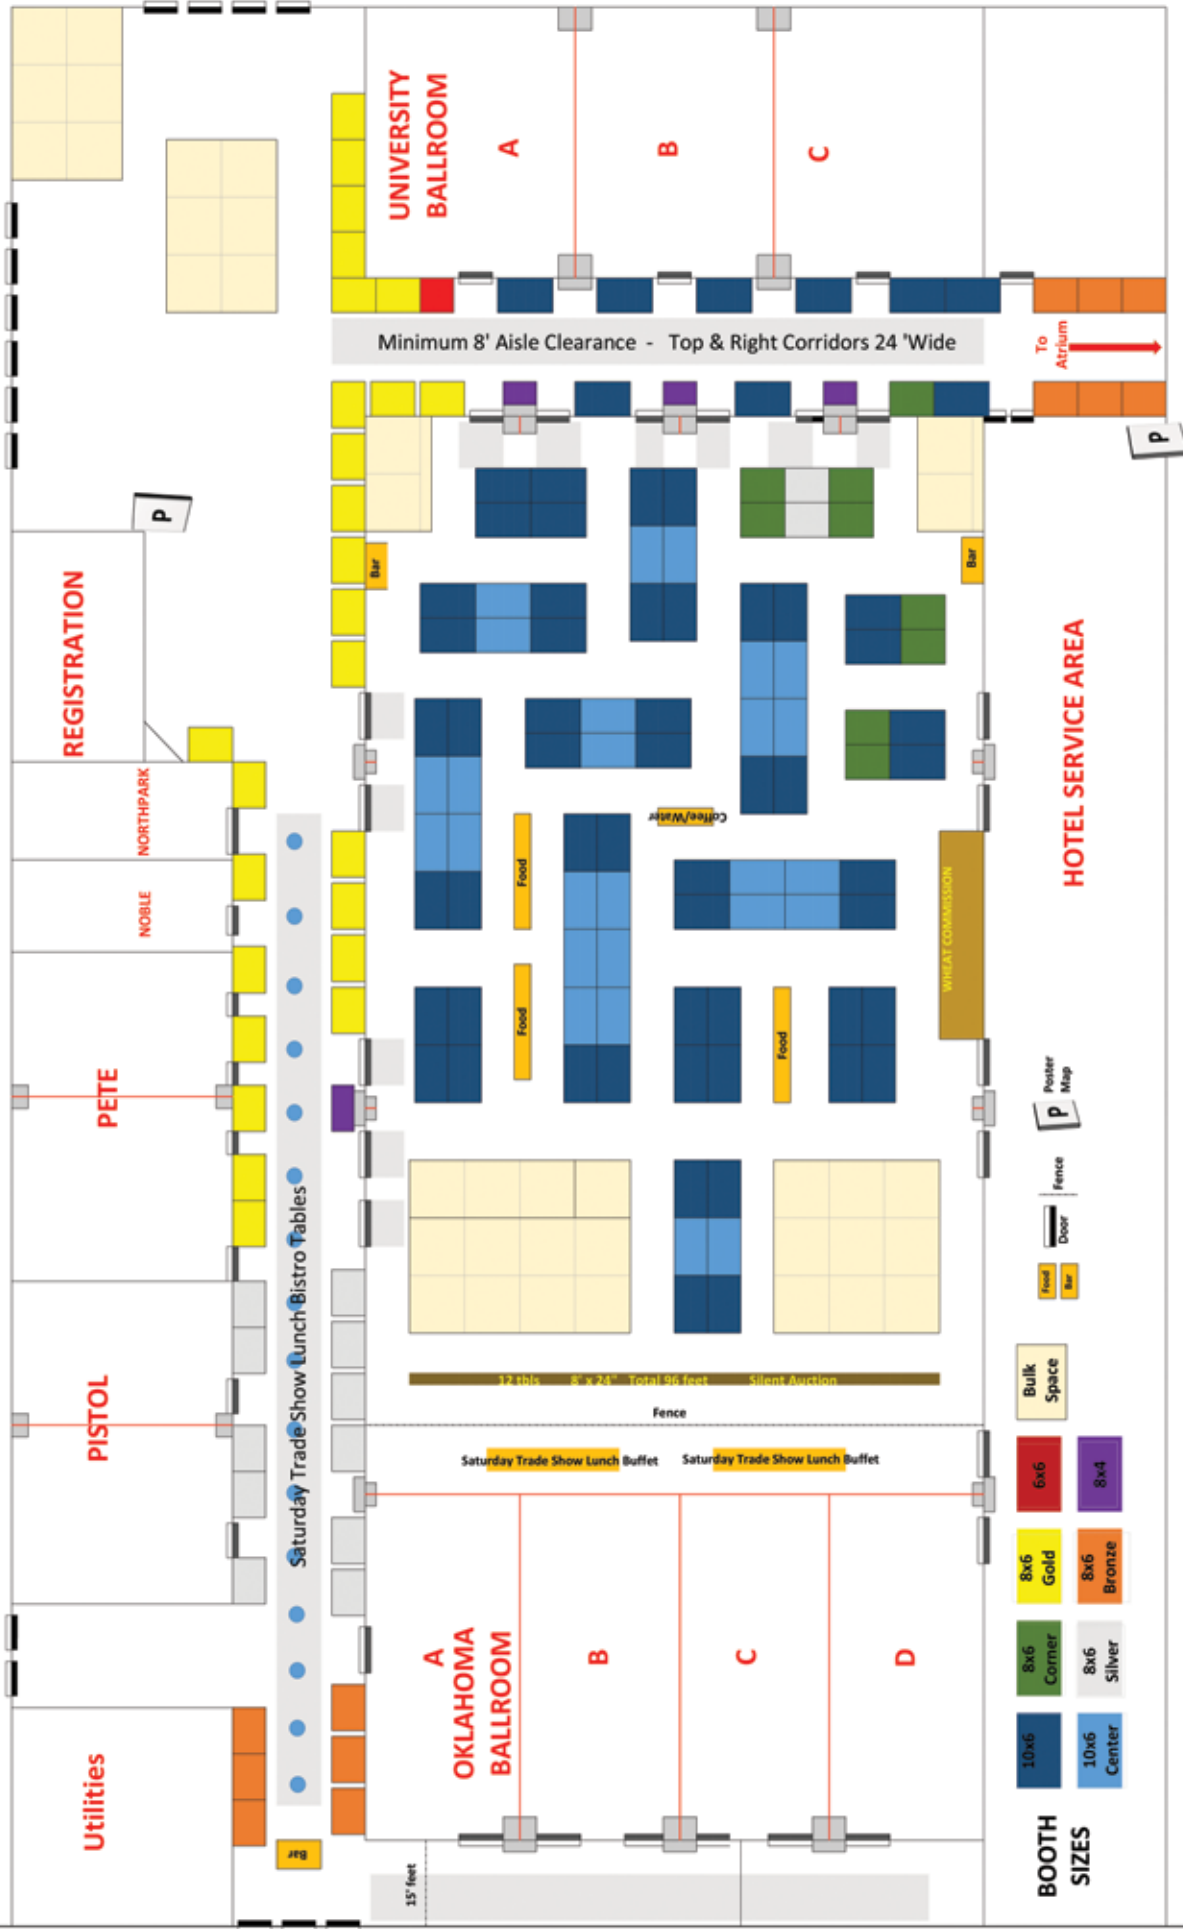 UNIVERSITY
BALLROOM
A
B
C
Minimum 8' Aisle Clearance - Top & Right Corridors 24 'Wide
To
Atrium
P
P
REGISTRATION
NORTHPARK
NOBLE
PETE
PISTOL
Utilities
Bar
Bar
Coffee/Water
Food
Food
Food
WHEAT COMMISSION
HOTEL SERVICE AREA
Saturday Trade Show Lunch Bistro Tables
12 tbls 8' x 24" Total 96 feet Silent Auction
Fence
Saturday Trade Show Lunch Buffet
Saturday Trade Show Lunch Buffet
A
OKLAHOMA
BALLROOM
B
C
D
Bar
15' feet
BOOTH
SIZES
10x6
10x6
Center
8x6
Corner
8x6
Silver
8x6
Gold
8x6
Bronze
6x6
8x4
Bulk
Space
Food
Bar
Door
Fence
P
Poster
Map